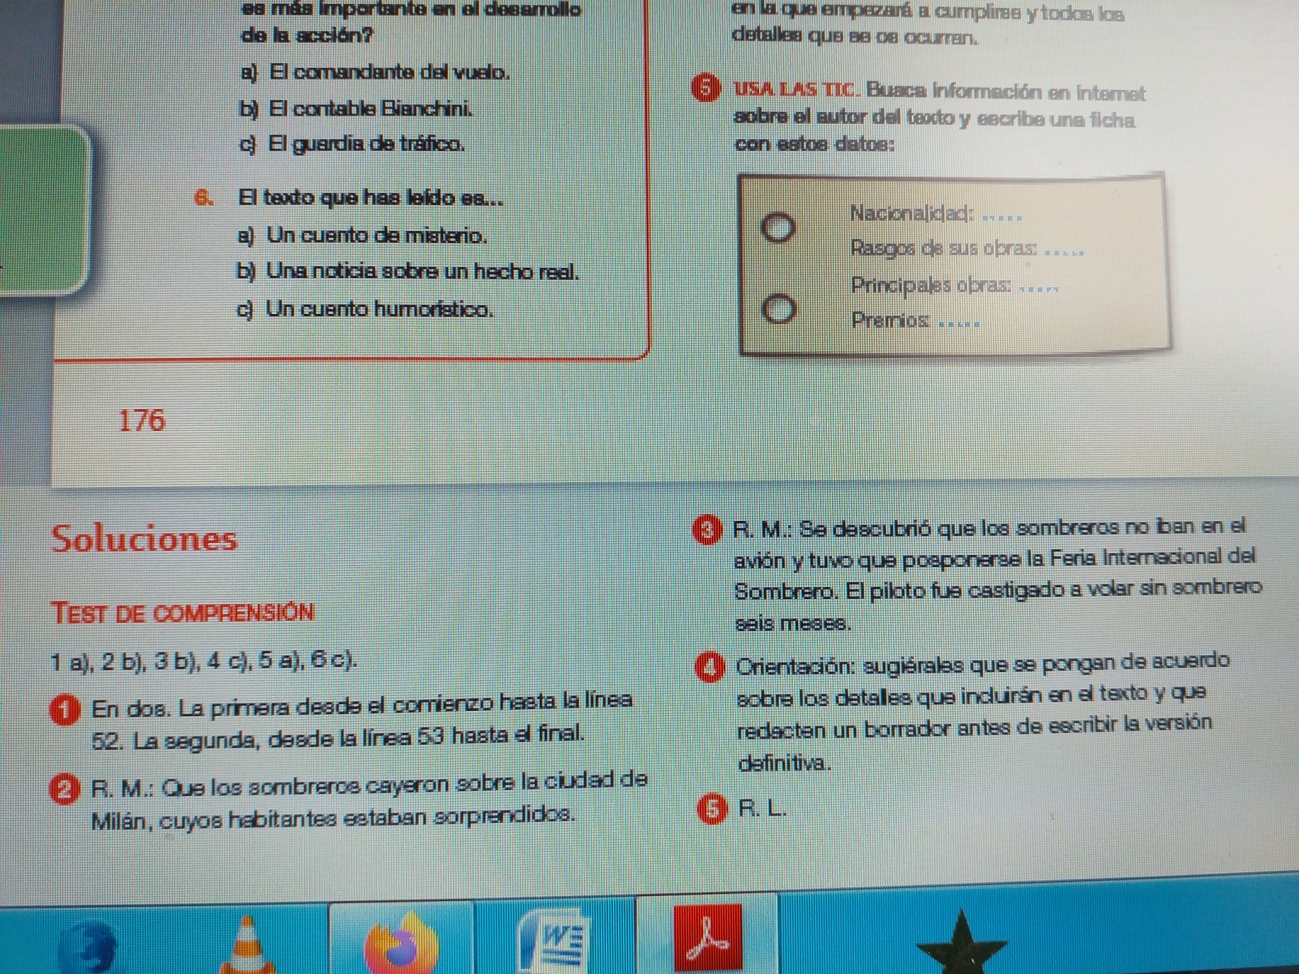 es más importante en el desarrollo
de la acción?
a) El comandante del vuelo.
b) El contable Bianchini.
c) El guardia de tráfico.
6. El texto que has leído es...
a) Un cuento de misterio.
b) Una noticia sobre un hecho real.
c) Un cuento humorístico.
176
en la que empezará a cumplirse y todos los
detalles que se os ocurran.
5 USA LAS TIC. Busca información en internet
sobre el autor del texto y escribe una ficha
con estos datos:
Nacionalidad: .....
Rasgos de sus obras: .....
Principales obras: .....
Premios: .....
Soluciones
TEST DE COMPRENSIÓN
1 a), 2 b), 3 b), 4 c), 5 a), 6 c).
1 En dos. La primera desde el comienzo hasta la línea
52. La segunda, desde la línea 53 hasta el final.
2 R. M.: Que los sombreros cayeron sobre la ciudad de
Milán, cuyos habitantes estaban sorprendidos.
3 R. M.: Se descubrió que los sombreros no iban en el
avión y tuvo que posponerse la Feria Internacional del
Sombrero. El piloto fue castigado a volar sin sombrero
seis meses.
4 Orientación: sugiérales que se pongan de acuerdo
sobre los detalles que incluirán en el texto y que
redacten un borrador antes de escribir la versión
definitiva.
5 R. L.
W